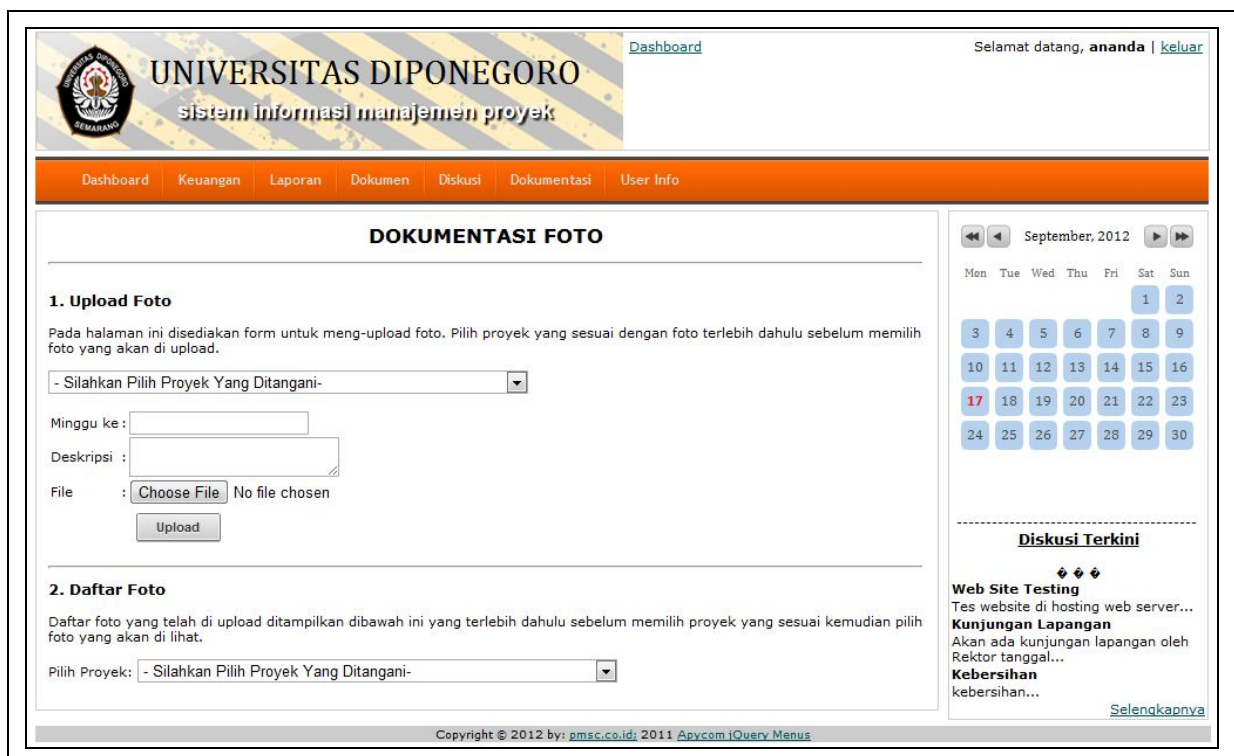 UNIVERSITAS DIPONEGORO
sistem informasi manajemen proyek
UNIVERSITAS DIPONEGORO
SEMARANG
Dashboard
Selamat datang, ananda | keluar
Dashboard Keuangan Laporan Dokumen Diskusi Dokumentasi User Info
DOKUMENTASI FOTO
1. Upload Foto
Pada halaman ini disediakan form untuk meng-upload foto. Pilih proyek yang sesuai dengan foto terlebih dahulu sebelum memilih
foto yang akan di upload.
- Silahkan Pilih Proyek Yang Ditangani-
Minggu ke :
Deskripsi :
File : Choose File No file chosen
Upload
2. Daftar Foto
Daftar foto yang telah di upload ditampilkan dibawah ini yang terlebih dahulu sebelum memilih proyek yang sesuai kemudian pilih
foto yang akan di lihat.
Pilih Proyek: - Silahkan Pilih Proyek Yang Ditangani-
September, 2012
Mon Tue Wed Thu Fri Sat Sun
1 2
3 4 5 6 7 8 9
10 11 12 13 14 15 16
17 18 19 20 21 22 23
24 25 26 27 28 29 30
Diskusi Terkini
� � �
Web Site Testing
Tes website di hosting web server...
Kunjungan Lapangan
Akan ada kunjungan lapangan oleh
Rektor tanggal...
Kebersihan
kebersihan...
Selengkapnya
Copyright © 2012 by: pmsc.co.id; 2011 Apycom jQuery Menus